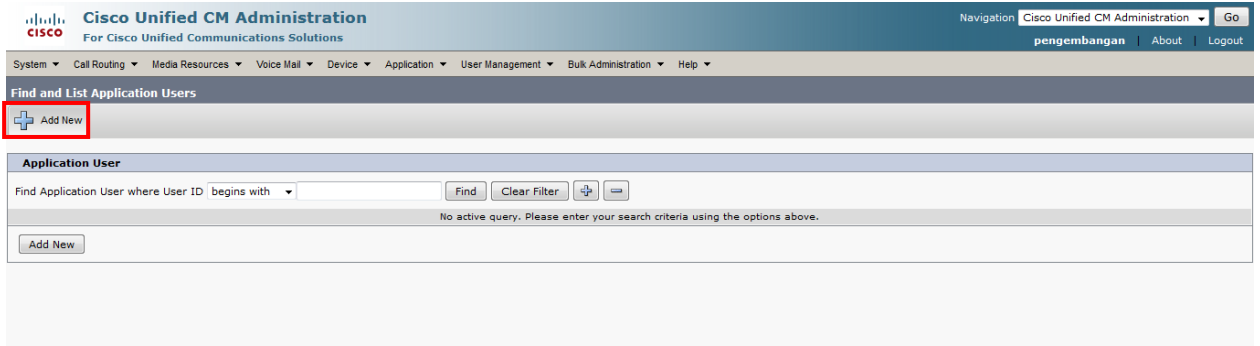 Cisco Unified CM Administration
Navigation Cisco Unified CM Administration Go
CISCO
For Cisco Unified Communications Solutions
pengembangan | About | Logout
System Call Routing Media Resources Voice Mail Device Application User Management Bulk Administration Help
Find and List Application Users
Add New
Application User
Find Application User where User ID begins with Find Clear Filter
No active query. Please enter your search criteria using the options above.
Add New